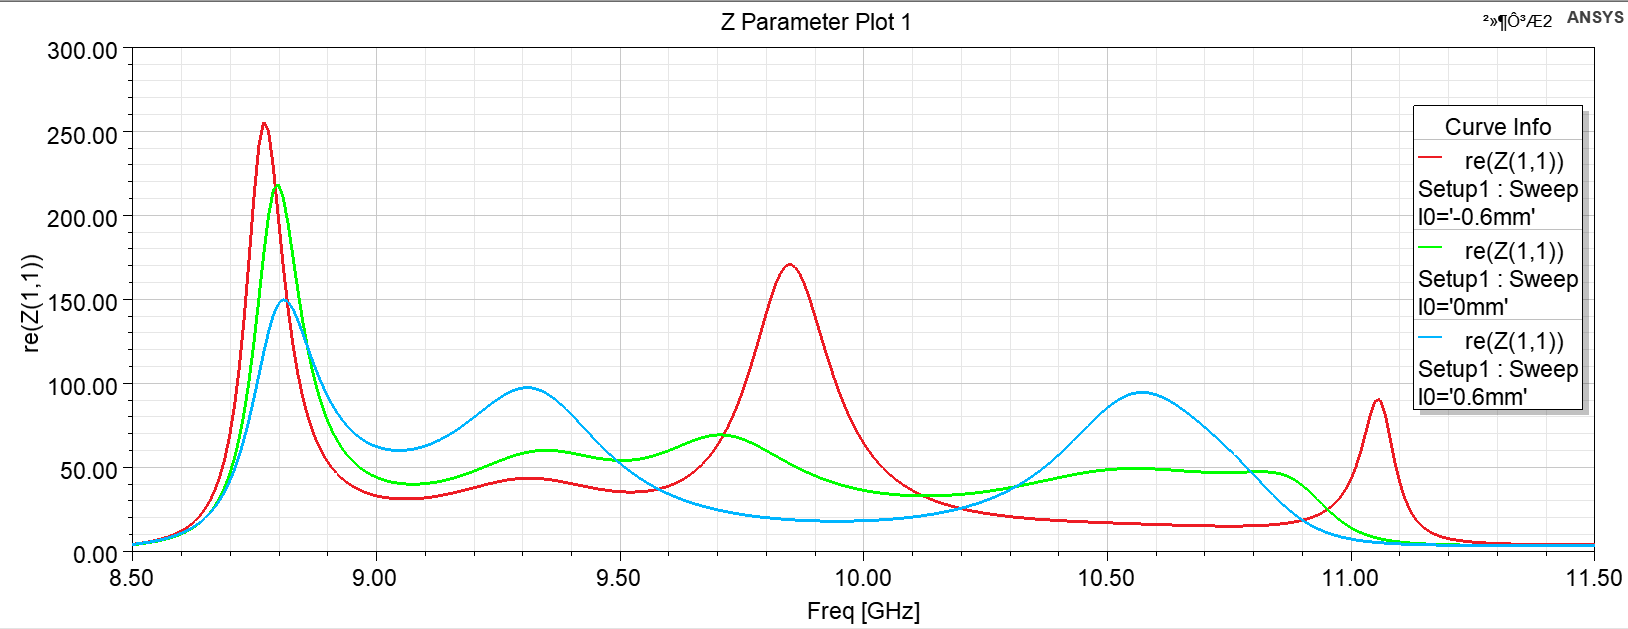 Z Parameter Plot 1
²»¶Ô³Æ2
ANSYS
300.00
250.00
200.00
150.00
100.00
50.00
0.00
re(Z(1,1))
8.50
9.00
9.50
10.00
10.50
11.00
11.50
Freq [GHz]
Curve Info
re(Z(1,1))
Setup1 : Sweep
l0='-0.6mm'
re(Z(1,1))
Setup1 : Sweep
l0='0mm'
re(Z(1,1))
Setup1 : Sweep
l0='0.6mm'